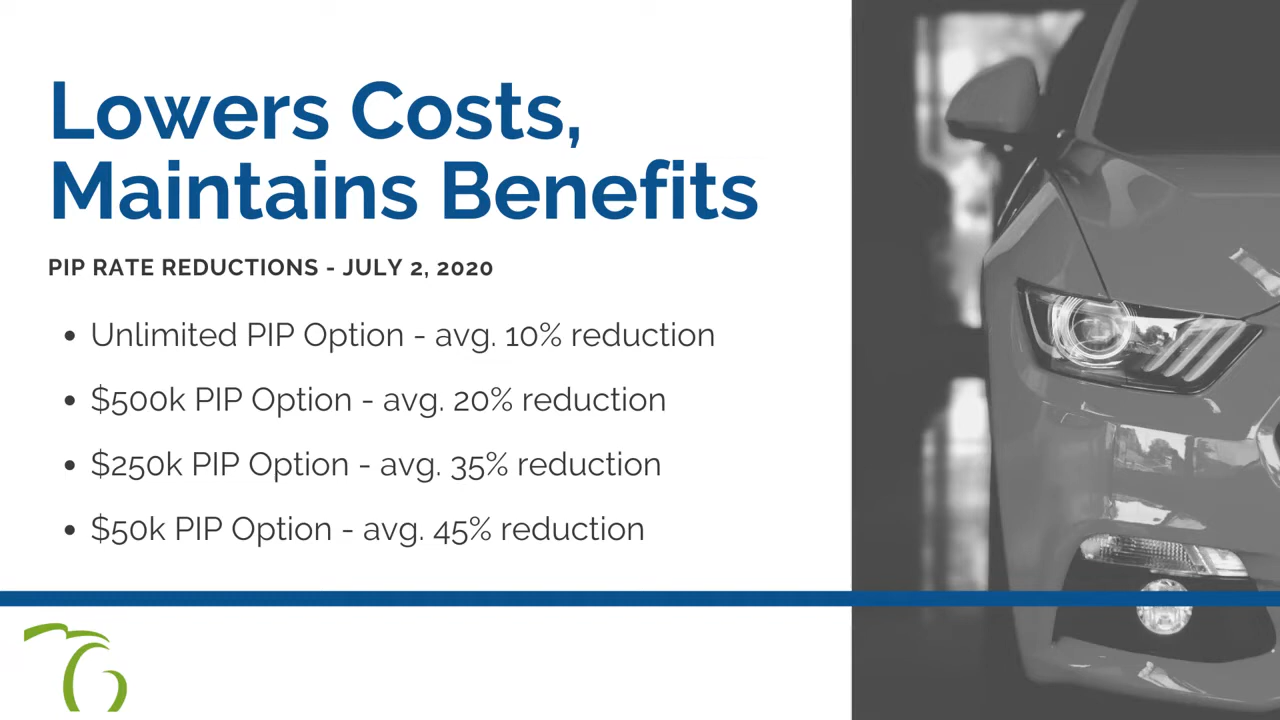 Lowers Costs,
Maintains Benefits
PIP RATE REDUCTIONS - JULY 2, 2020
• Unlimited PIP Option - avg. 10% reduction
• $500k PIP Option - avg. 20% reduction
• $250k PIP Option - avg. 35% reduction
• $50k PIP Option - avg. 45% reduction